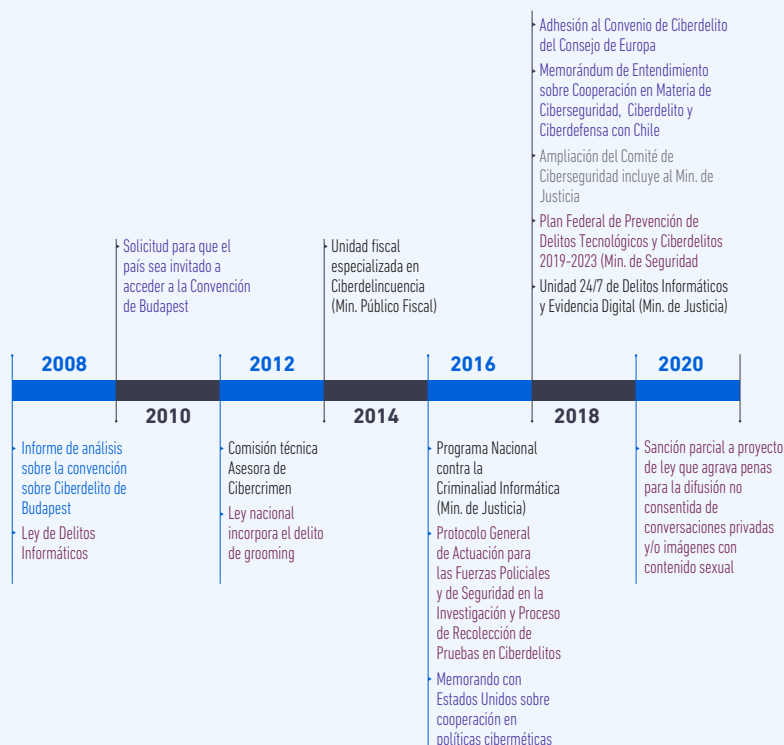 Adhesión al Convenio de Ciberdelito
del Consejo de Europa
Memorándum de Entendimiento
sobre Cooperación en Materia de
Ciberseguridad, Ciberdelito y
Ciberdefensa con Chile
Ampliación del Comité de
Ciberseguridad incluye al Min. de
Justicia
Plan Federal de Prevención de
Delitos Tecnológicos y Ciberdelitos
2019-2023 (Min. de Seguridad
Unidad 24/7 de Delitos Informáticos
y Evidencia Digital (Min. de Justicia)
Solicitud para que el
país sea invitado a
acceder a la Convención
de Budapest
Unidad fiscal
especializada en
Ciberdelincuencia
(Min. Público Fiscal)
2008
2012
2016
2020
2010
2014
2018
Informe de análisis
sobre la convención
sobre Ciberdelito de
Budapest
Ley de Delitos
Informáticos
Comisión técnica
Asesora de
Cibercrimen
Ley nacional
incorpora el delito
de grooming
Programa Nacional
contra la
Criminaliad Informática
(Min. de Justicia)
Protocolo General
de Actuación para
las Fuerzas Policiales
y de Seguridad en la
Investigación y Proceso
de Recolección de
Pruebas en Ciberdelitos
Memorando con
Estados Unidos sobre
cooperación en
políticas ciberméticas
Sanción parcial a proyecto
de ley que agrava penas
para la difusión no
consentida de
conversaciones privadas
y/o imágenes con
contenido sexual